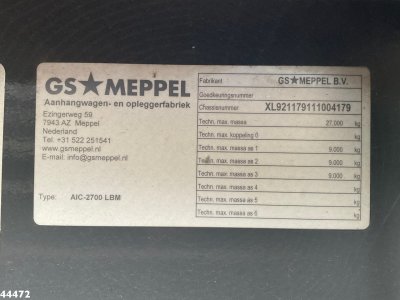 GS★MEPPEL
Aanhangwagen- en opleggerfabriek
Ezingerweg 59
7943 AZ Meppel
Nederland
Tel. +31 522 251541
www.gsmeppel.nl
E-mail: info@gsmeppel.nl
Type: AIC-2700 LBM
Fabrikant GS★MEPPEL B.V.
Goedkeuringsnummer
Chassisnummer XL921179111004179
Techn. max. massa 27.000 kg
Techn. max. koppeling 0 kg
Techn. max. massa as 1 9.000 kg
Techn. max. massa as 2 9.000 kg
Techn. max. massa as 3 9.000 kg
Techn. max. massa as 4 kg
Techn. max. massa as 5 kg
Techn. max. massa as 6 kg
44472